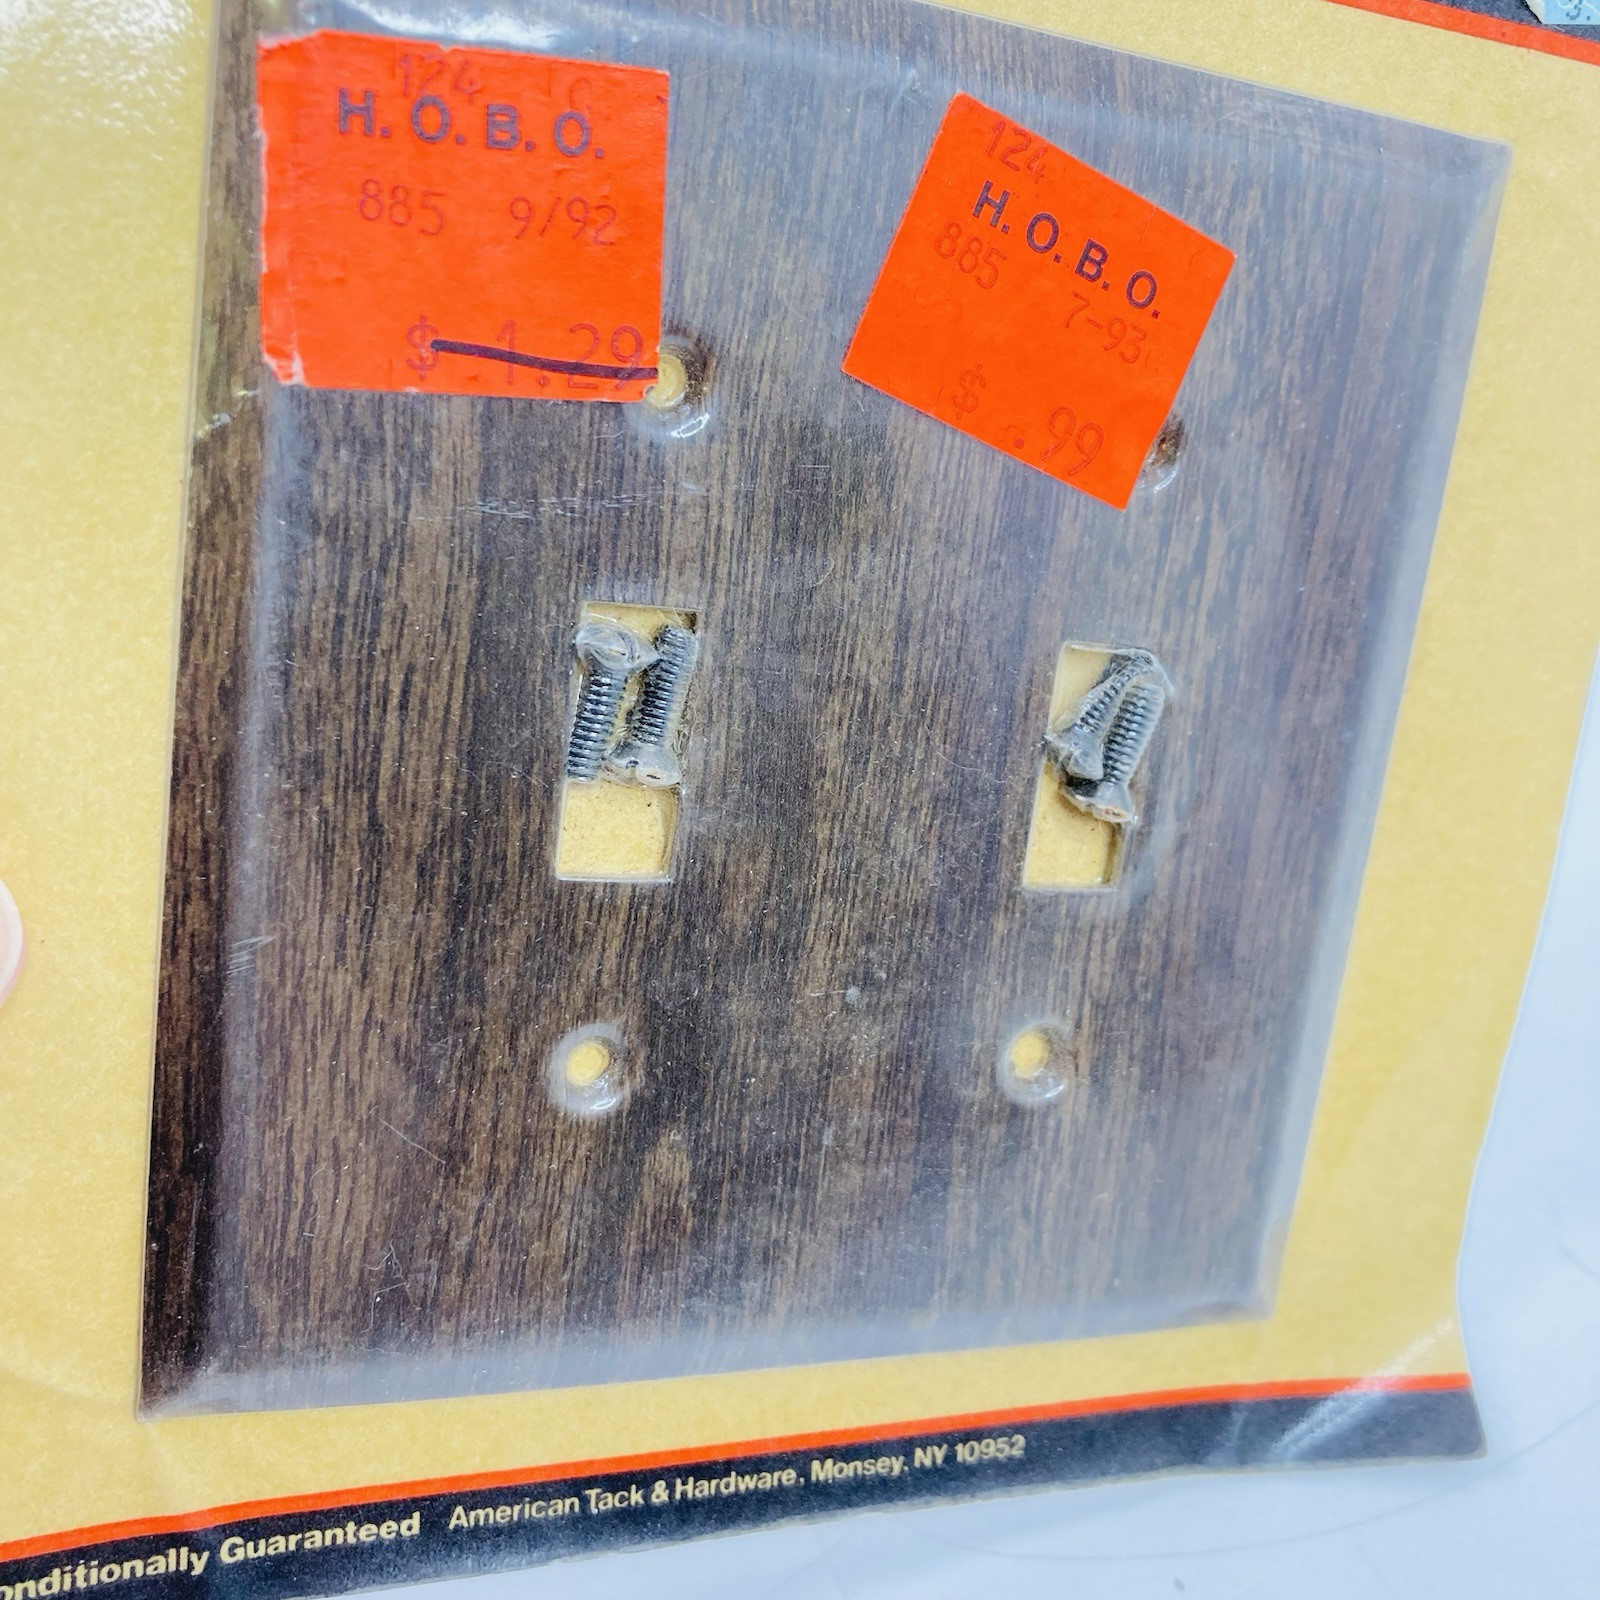 124
H. O. B. O.
885 9/92
$ 1.29
124
H. O. B. O.
885 7-93
$ .99
onditionally Guaranteed American Tack & Hardware, Monsey, NY 10952